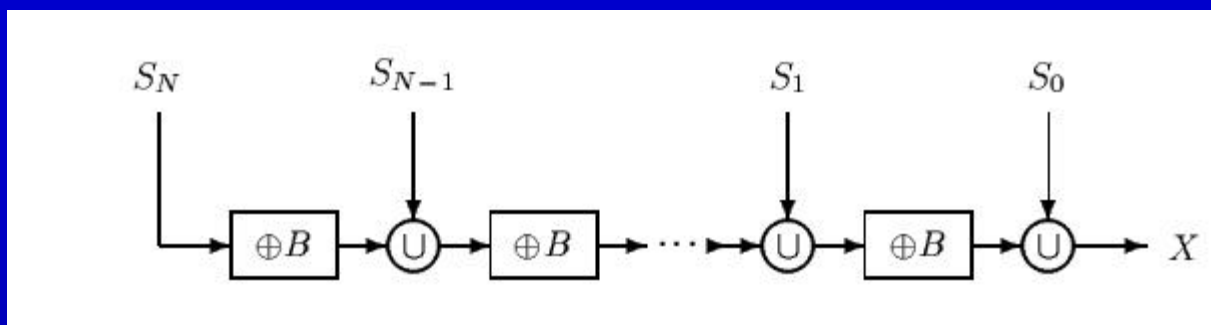 S_N S_{N-1} S_1 S_0
⊕B ∪ ⊕B ··· ∪ ⊕B ∪ X